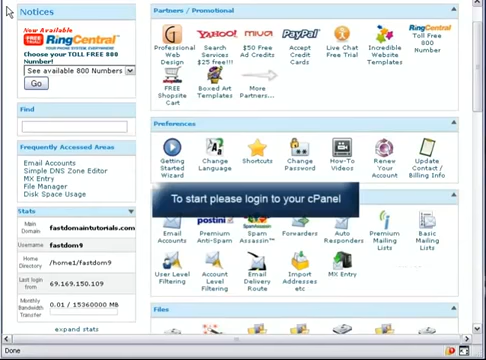 Notices
Now Available
FREE TRIAL
RingCentral
YOUR PHONE SYSTEM. EVERYWHERE
Choose your TOLL FREE 800
Number!
See available 800 Numbers
Go
Find
Frequently Accessed Areas
Email Accounts
Simple DNS Zone Editor
MX Entry
File Manager
Disk Space Usage
Stats
Main
Domain
fastdomaintutorials.com
Username
fastdom9
Home
Directory
/home1/fastdom9
Last login
from
69.169.150.109
Monthly
Bandwidth
Transfer
0.01 / 15360000 MB
expand stats
Partners / Promotional
YAHOO!
miva
PayPal
RingCentral
Professional
Web
Design
Search
Services
$25 free!!!
$50 Free
Ad Credits
Accept
Credit
Cards
Live Chat
Free Trial
Incredible
Website
Templates
Toll Free
800
Number
FREE
Shopsite
Cart
Boxed Art
Templates
More
Partners...
Preferences
Getting
Started
Wizard
Change
Language
Shortcuts
Change
Password
How-To
Videos
Renew
Your
Account
Update
Contact /
Billing Info
To start please login to your cPanel
postini
Email
Accounts
Premium
Anti-Spam
Spam
Assassin™
Forwarders
Auto
Responders
Premium
Mailing
Lists
Basic
Mailing
Lists
User Level
Filtering
Account
Level
Filtering
Email
Delivery
Route
Import
Addresses
etc
MX Entry
Files
Done